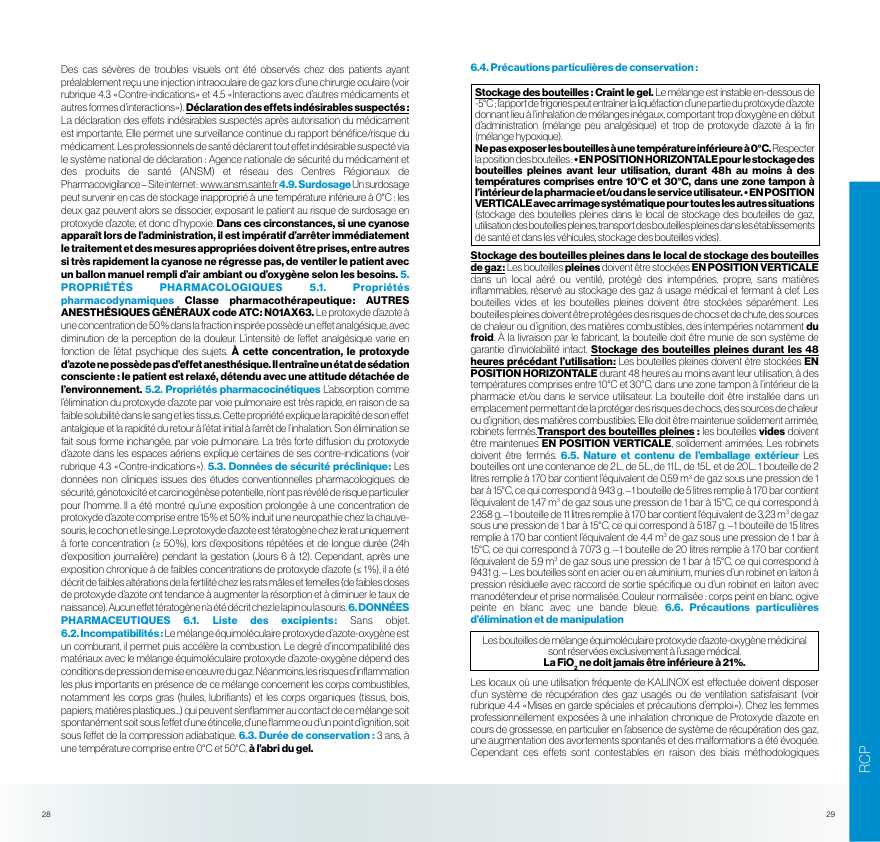 Des cas sévères de troubles visuels ont été observés chez des patients ayant
préalablement reçu une injection intraoculaire de gaz lors d'une chirurgie oculaire (voir
rubrique 4.3 «Contre-indications» et 4.5 «Interactions avec d'autres médicaments et
autres formes d'interactions»). Déclaration des effets indésirables suspectés :
La déclaration des effets indésirables suspectés après autorisation du médicament
est importante. Elle permet une surveillance continue du rapport bénéfice/risque du
médicament. Les professionnels de santé déclarent tout effet indésirable suspecté via
le système national de déclaration : Agence nationale de sécurité du médicament et
des produits de santé (ANSM) et réseau des Centres Régionaux de
Pharmacovigilance – Site internet : www.ansm.sante.fr 4.9. Surdosage Un surdosage
peut survenir en cas de stockage inapproprié à une température inférieure à 0°C : les
deux gaz peuvent alors se dissocier, exposant le patient au risque de surdosage en
protoxyde d'azote, et donc d'hypoxie. Dans ces circonstances, si une cyanose
apparaît lors de l'administration, il est impératif d'arrêter immédiatement
le traitement et des mesures appropriées doivent être prises, entre autres
si très rapidement la cyanose ne régresse pas, de ventiler le patient avec
un ballon manuel rempli d'air ambiant ou d'oxygène selon les besoins. 5.
PROPRIÉTÉS PHARMACOLOGIQUES 5.1. Propriétés
pharmacodynamiques Classe pharmacothérapeutique: AUTRES
ANESTHÉSIQUES GÉNÉRAUX code ATC: N01AX63. Le protoxyde d'azote à
une concentration de 50% dans la fraction inspirée possède un effet analgésique, avec
diminution de la perception de la douleur. L'intensité de l'effet analgésique varie en
fonction de l'état psychique des sujets. À cette concentration, le protoxyde
d'azote ne possède pas d'effet anesthésique. Il entraîne un état de sédation
consciente : le patient est relaxé, détendu avec une attitude détachée de
l'environnement. 5.2. Propriétés pharmacocinétiques L'absorption comme
l'élimination du protoxyde d'azote par voie pulmonaire est très rapide, en raison de sa
faible solubilité dans le sang et les tissus. Cette propriété explique la rapidité de son effet
antalgique et la rapidité du retour à l'état initial à l'arrêt de l'inhalation. Son élimination se
fait sous forme inchangée, par voie pulmonaire. La très forte diffusion du protoxyde
d'azote dans les espaces aériens explique certaines de ses contre-indications (voir
rubrique 4.3 «Contre-indications»). 5.3. Données de sécurité préclinique: Les
données non cliniques issues des études conventionnelles pharmacologiques de
sécurité, génotoxicité et carcinogénèse potentielle, n'ont pas révélé de risque particulier
pour l'homme. Il a été montré qu'une exposition prolongée à une concentration de
protoxyde d'azote comprise entre 15% et 50% induit une neuropathie chez la chauve-
souris, le cochon et le singe. Le protoxyde d'azote est tératogène chez le rat uniquement
à forte concentration (≥ 50%), lors d'expositions répétées et de longue durée (24h
d'exposition journalière) pendant la gestation (Jours 6 à 12). Cependant, après une
exposition chronique à de faibles concentrations de protoxyde d'azote (≤ 1%), il a été
décrit de faibles altérations de la fertilité chez les rats mâles et femelles (de faibles doses
de protoxyde d'azote ont tendance à augmenter la résorption et à diminuer le taux de
naissance). Aucun effet tératogène n'a été décrit chez le lapin ou la souris. 6. DONNÉES
PHARMACEUTIQUES 6.1. Liste des excipients: Sans objet.
6.2. Incompatibilités : Le mélange équimoléculaire protoxyde d'azote-oxygène est
un comburant, il permet puis accélère la combustion. Le degré d'incompatibilité des
matériaux avec le mélange équimoléculaire protoxyde d'azote-oxygène dépend des
conditions de pression de mise en oeuvre du gaz. Néanmoins, les risques d'inflammation
les plus importants en présence de ce mélange concernent les corps combustibles,
notamment les corps gras (huiles, lubrifiants) et les corps organiques (tissus, bois,
papiers, matières plastiques...) qui peuvent s'enflammer au contact de ce mélange soit
spontanément soit sous l'effet d'une étincelle, d'une flamme ou d'un point d'ignition, soit
sous l'effet de la compression adiabatique. 6.3. Durée de conservation : 3 ans, à
une température comprise entre 0°C et 50°C, à l'abri du gel.
28
6.4. Précautions particulières de conservation :
Stockage des bouteilles : Craint le gel. Le mélange est instable en-dessous de
-5°C ; l'apport de frigories peut entraîner la liquéfaction d'une partie du protoxyde d'azote
donnant lieu à l'inhalation de mélanges inégaux, comportant trop d'oxygène en début
d'administration (mélange peu analgésique) et trop de protoxyde d'azote à la fin
(mélange hypoxique).
Ne pas exposer les bouteilles à une température inférieure à 0°C. Respecter
la position des bouteilles : • EN POSITION HORIZONTALE pour le stockage des
bouteilles pleines avant leur utilisation, durant 48h au moins à des
températures comprises entre 10°C et 30°C, dans une zone tampon à
l'intérieur de la pharmacie et/ou dans le service utilisateur. • EN POSITION
VERTICALE avec arrimage systématique pour toutes les autres situations
(stockage des bouteilles pleines dans le local de stockage des bouteilles de gaz,
utilisation des bouteilles pleines, transport des bouteilles pleines dans les établissements
de santé et dans les véhicules, stockage des bouteilles vides).
Stockage des bouteilles pleines dans le local de stockage des bouteilles
de gaz: Les bouteilles pleines doivent être stockées EN POSITION VERTICALE
dans un local aéré ou ventilé, protégé des intempéries, propre, sans matières
inflammables, réservé au stockage des gaz à usage médical et fermant à clef. Les
bouteilles vides et les bouteilles pleines doivent être stockées séparément. Les
bouteilles pleines doivent être protégées des risques de chocs et de chute, des sources
de chaleur ou d'ignition, des matières combustibles, des intempéries notamment du
froid. À la livraison par le fabricant, la bouteille doit être munie de son système de
garantie d'inviolabilité intact. Stockage des bouteilles pleines durant les 48
heures précédant l'utilisation: Les bouteilles pleines doivent être stockées EN
POSITION HORIZONTALE durant 48 heures au moins avant leur utilisation, à des
températures comprises entre 10°C et 30°C, dans une zone tampon à l'intérieur de la
pharmacie et/ou dans le service utilisateur. La bouteille doit être installée dans un
emplacement permettant de la protéger des risques de chocs, des sources de chaleur
ou d'ignition, des matières combustibles. Elle doit être maintenue solidement arrimée,
robinets fermés.Transport des bouteilles pleines : les bouteilles vides doivent
être maintenues EN POSITION VERTICALE, solidement arrimées. Les robinets
doivent être fermés. 6.5. Nature et contenu de l'emballage extérieur Les
bouteilles ont une contenance de 2L, de 5L, de 11L, de 15L et de 20L. 1 bouteille de 2
litres remplie à 170 bar contient l'équivalent de 0.59 m³ de gaz sous une pression de 1
bar à 15°C, ce qui correspond à 943 g. – 1 bouteille de 5 litres remplie à 170 bar contient
l'équivalent de 1,47 m³ de gaz sous une pression de 1 bar à 15°C, ce qui correspond à
2358 g. – 1 bouteille de 11 litres remplie à 170 bar contient l'équivalent de 3,23 m³ de gaz
sous une pression de 1 bar à 15°C, ce qui correspond à 5187 g. – 1 bouteille de 15 litres
remplie à 170 bar contient l'équivalent de 4,4 m³ de gaz sous une pression de 1 bar à
15°C, ce qui correspond à 7073 g. – 1 bouteille de 20 litres remplie à 170 bar contient
l'équivalent de 5,9 m³ de gaz sous une pression de 1 bar à 15°C, ce qui correspond à
9431 g. – Les bouteilles sont en acier ou en aluminium, munies d'un robinet en laiton à
pression résiduelle avec raccord de sortie spécifique ou d'un robinet en laiton avec
manodétendeur et prise normalisée. Couleur normalisée : corps peint en blanc, ogive
peinte en blanc avec une bande bleue. 6.6. Précautions particulières
d'élimination et de manipulation
Les bouteilles de mélange équimoléculaire protoxyde d'azote-oxygène médicinal
sont réservées exclusivement à l'usage médical.
La FiO₂ ne doit jamais être inférieure à 21%.
Les locaux où une utilisation fréquente de KALINOX est effectuée doivent disposer
d'un système de récupération des gaz usagés ou de ventilation satisfaisant (voir
rubrique 4.4 «Mises en garde spéciales et précautions d'emploi»). Chez les femmes
professionnellement exposées à une inhalation chronique de Protoxyde d'azote en
cours de grossesse, en particulier en l'absence de système de récupération des gaz,
une augmentation des avortements spontanés et des malformations a été évoquée.
Cependant ces effets sont contestables en raison des biais méthodologiques
RCP
29